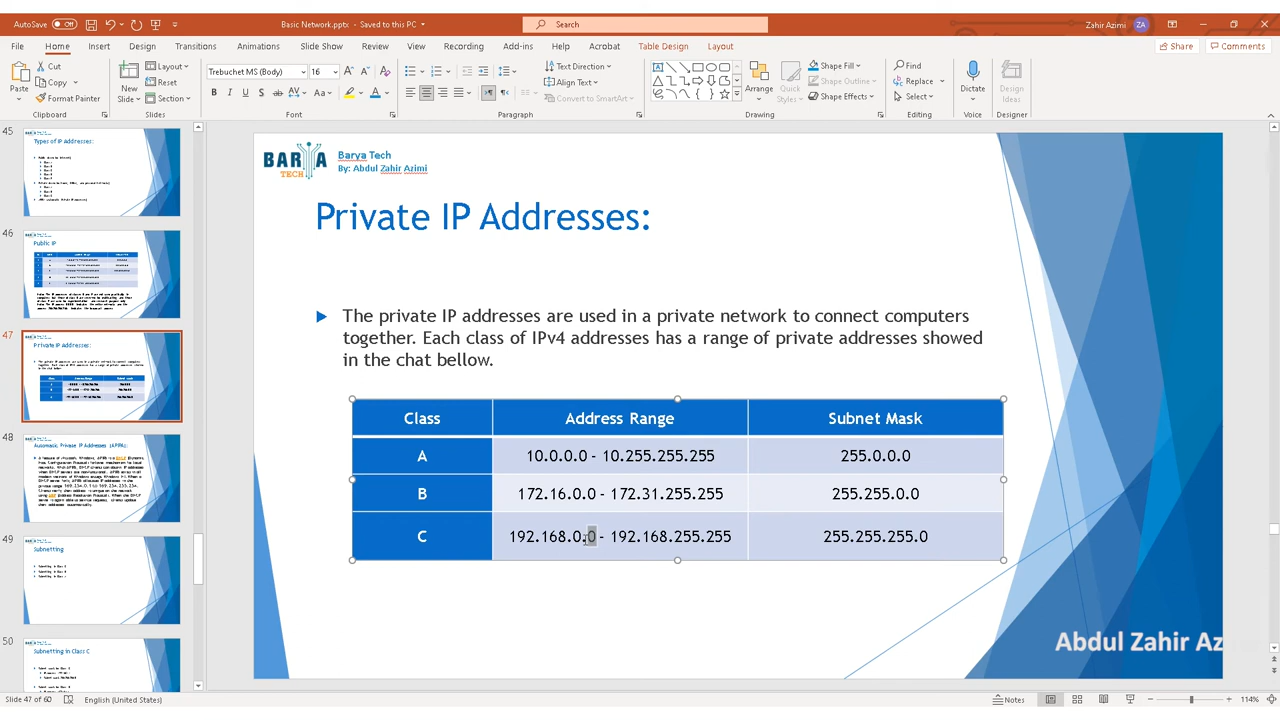 AutoSave Off Basic Network.pptx - Saved to this PC Search Zahir Azimi ZA
File Home Insert Design Transitions Animations Slide Show Review View Recording Add-ins Help Acrobat Table Design Layout Share Comments
Paste Cut Copy Format Painter Clipboard
New Slide Layout Reset Section Slides
Trebuchet MS (Body) 16 Font
Text Direction Align Text Convert to SmartArt Paragraph
Arrange Quick Styles Shape Fill Shape Outline Shape Effects Drawing
Find Replace Select Editing
Dictate Voice
Design Ideas Designer
45
Types of IP Addresses:
46
Public IP
47
Private IP Addresses:
48
Automatic Private IP Addresses (APIPA)
49
Subnetting
50
Subnetting in Class C
BARYA TECH
Barya Tech
By: Abdul Zahir Azimi
Private IP Addresses:
The private IP addresses are used in a private network to connect computers
together. Each class of IPv4 addresses has a range of private addresses showed
in the chat bellow.
Class Address Range Subnet Mask
A 10.0.0.0 - 10.255.255.255 255.0.0.0
B 172.16.0.0 - 172.31.255.255 255.255.0.0
C 192.168.0.0 - 192.168.255.255 255.255.255.0
Abdul Zahir Az
Slide 47 of 60 English (United States) Notes 114%